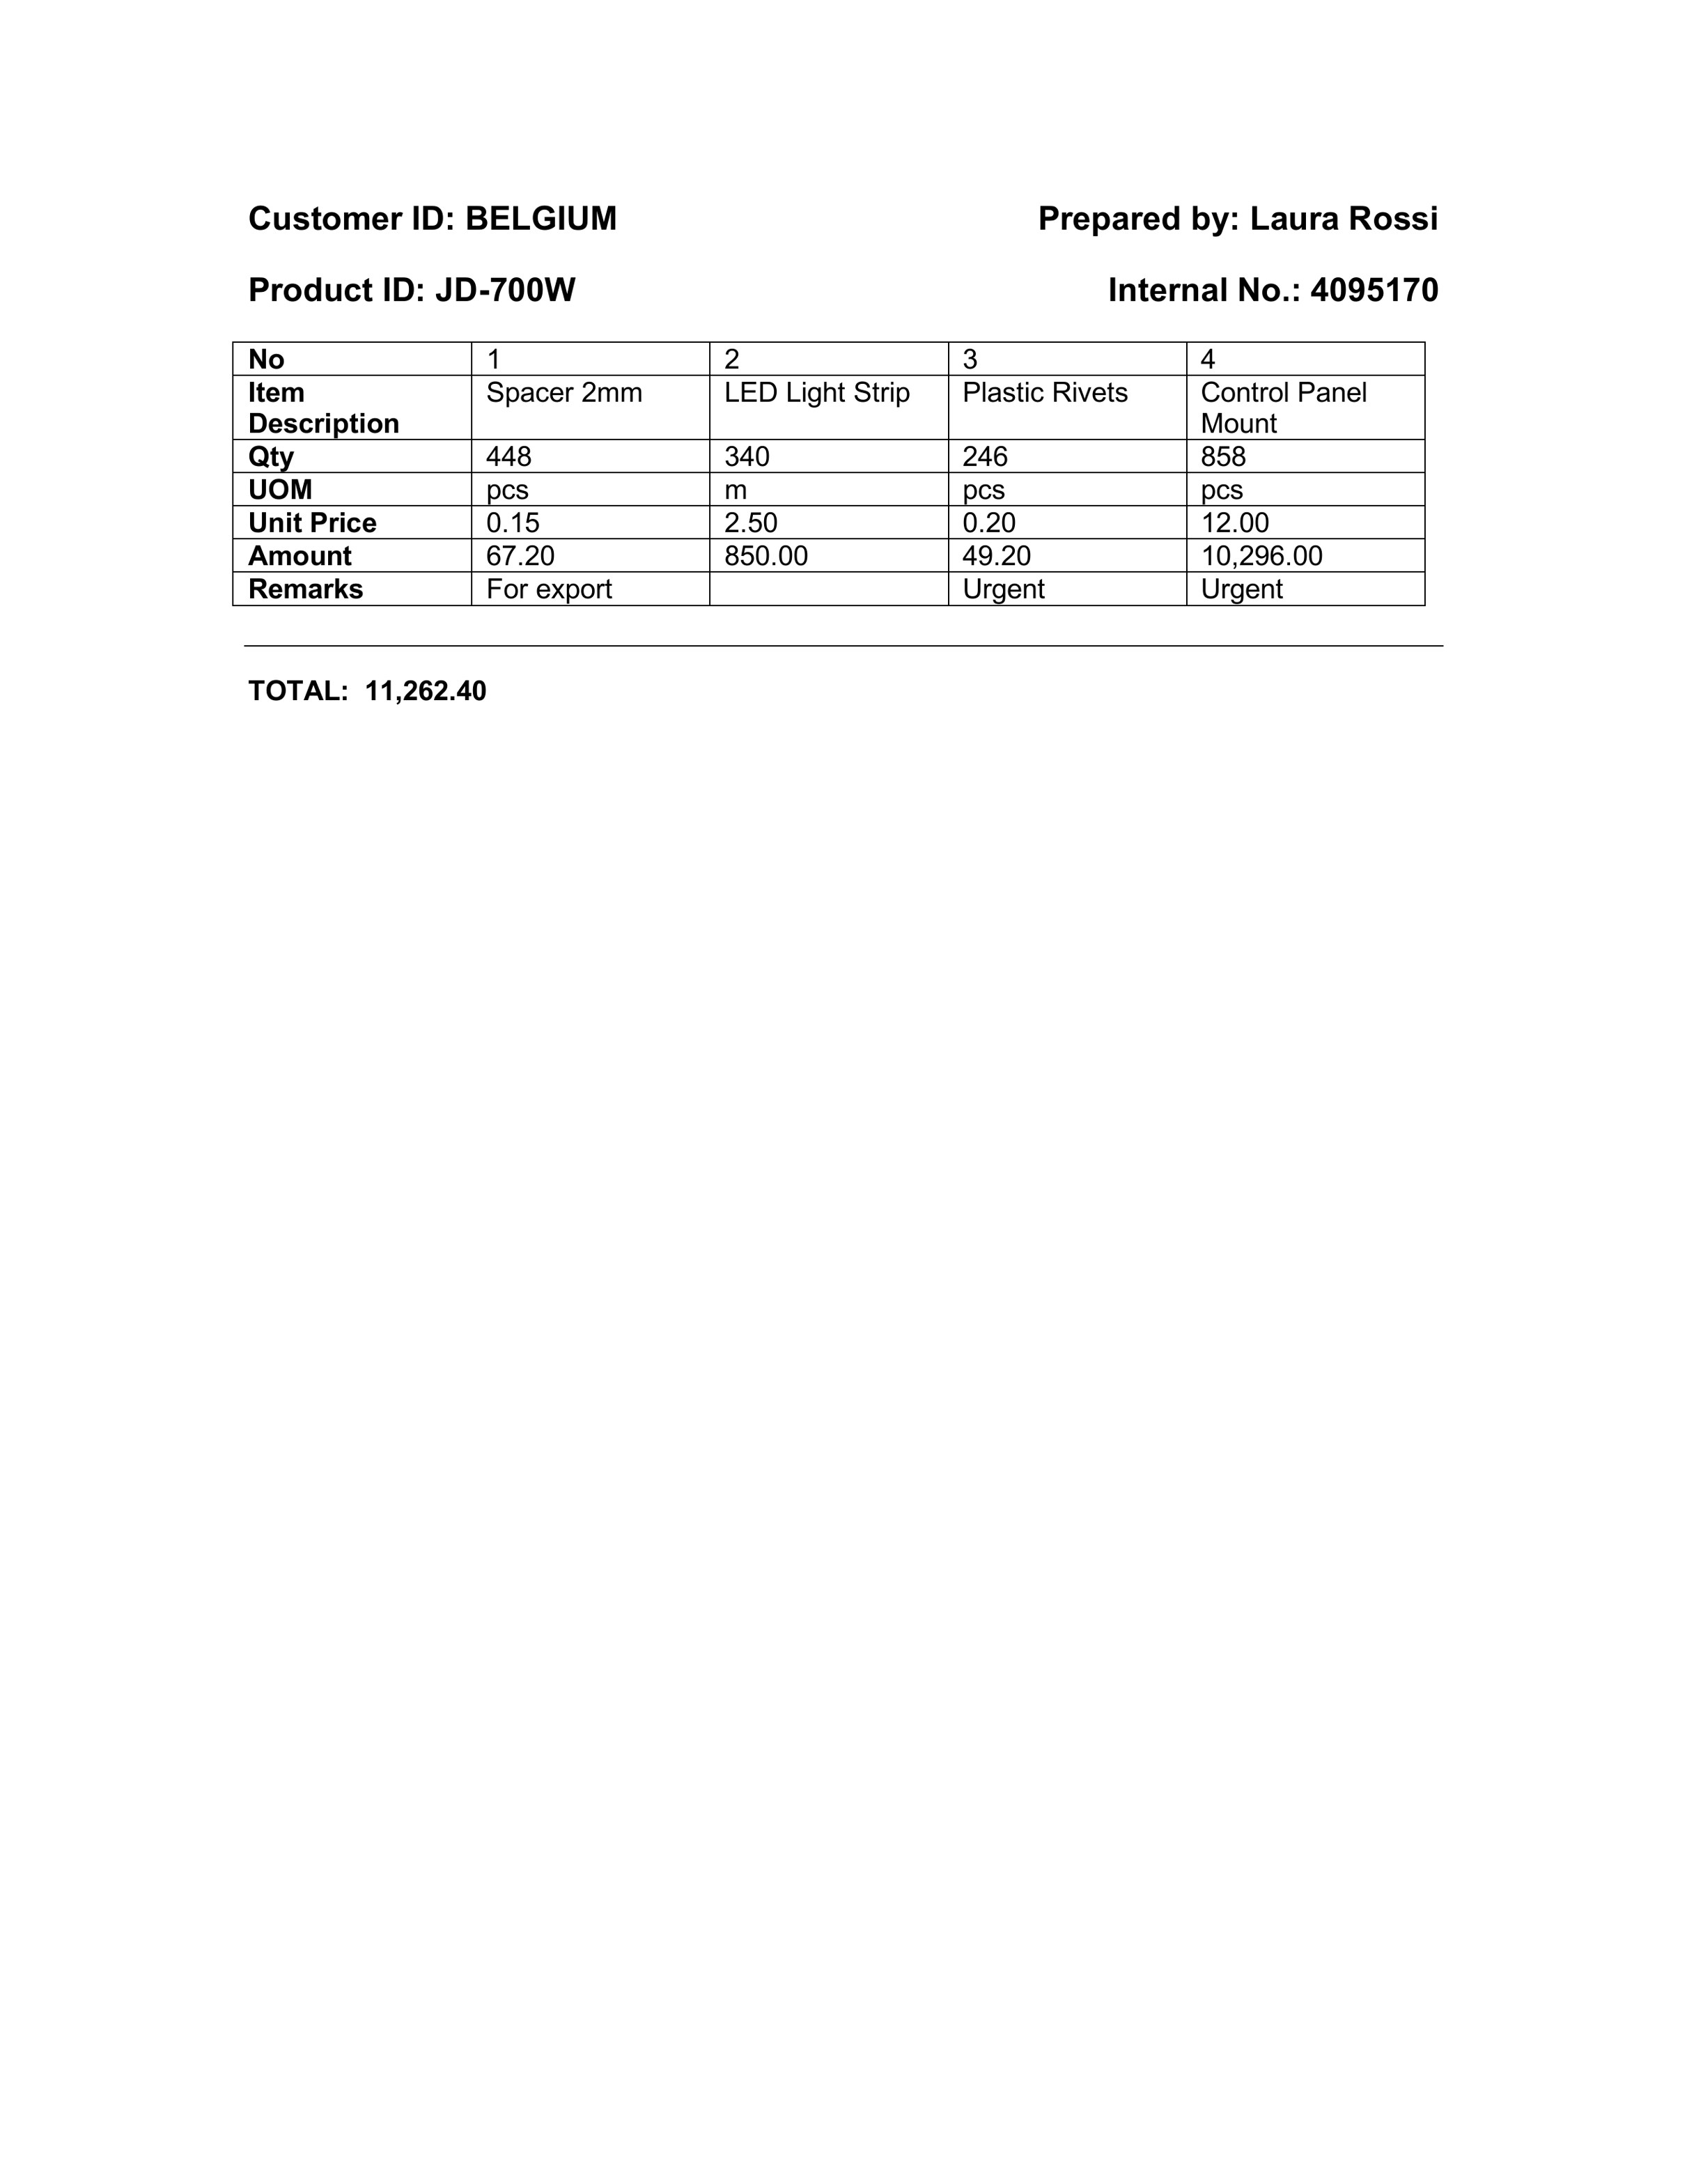 Customer ID: BELGIUM Prepared by: Laura Rossi
Product ID: JD-700W Internal No.: 4095170
No 1 2 3 4
Item Description Spacer 2mm LED Light Strip Plastic Rivets Control Panel Mount
Qty 448 340 246 858
UOM pcs m pcs pcs
Unit Price 0.15 2.50 0.20 12.00
Amount 67.20 850.00 49.20 10,296.00
Remarks For export Urgent Urgent
TOTAL: 11,262.40